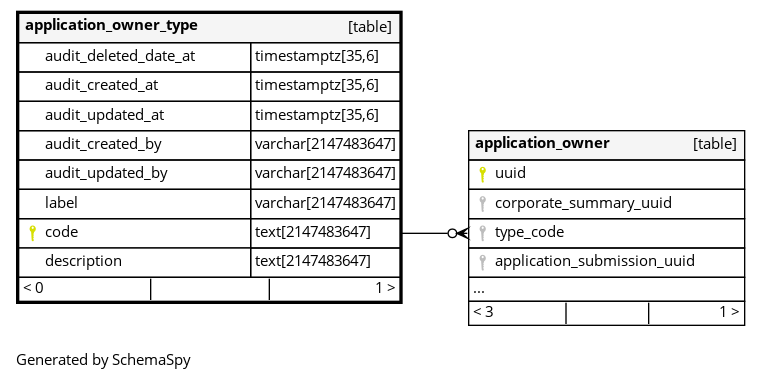 application_owner_type [table]
audit_deleted_date_at timestamptz[35,6]
audit_created_at timestamptz[35,6]
audit_updated_at timestamptz[35,6]
audit_created_by varchar[2147483647]
audit_updated_by varchar[2147483647]
label varchar[2147483647]
code text[2147483647]
description text[2147483647]
< 0 1 >
application_owner [table]
uuid
corporate_summary_uuid
type_code
application_submission_uuid
...
< 3 1 >
Generated by SchemaSpy